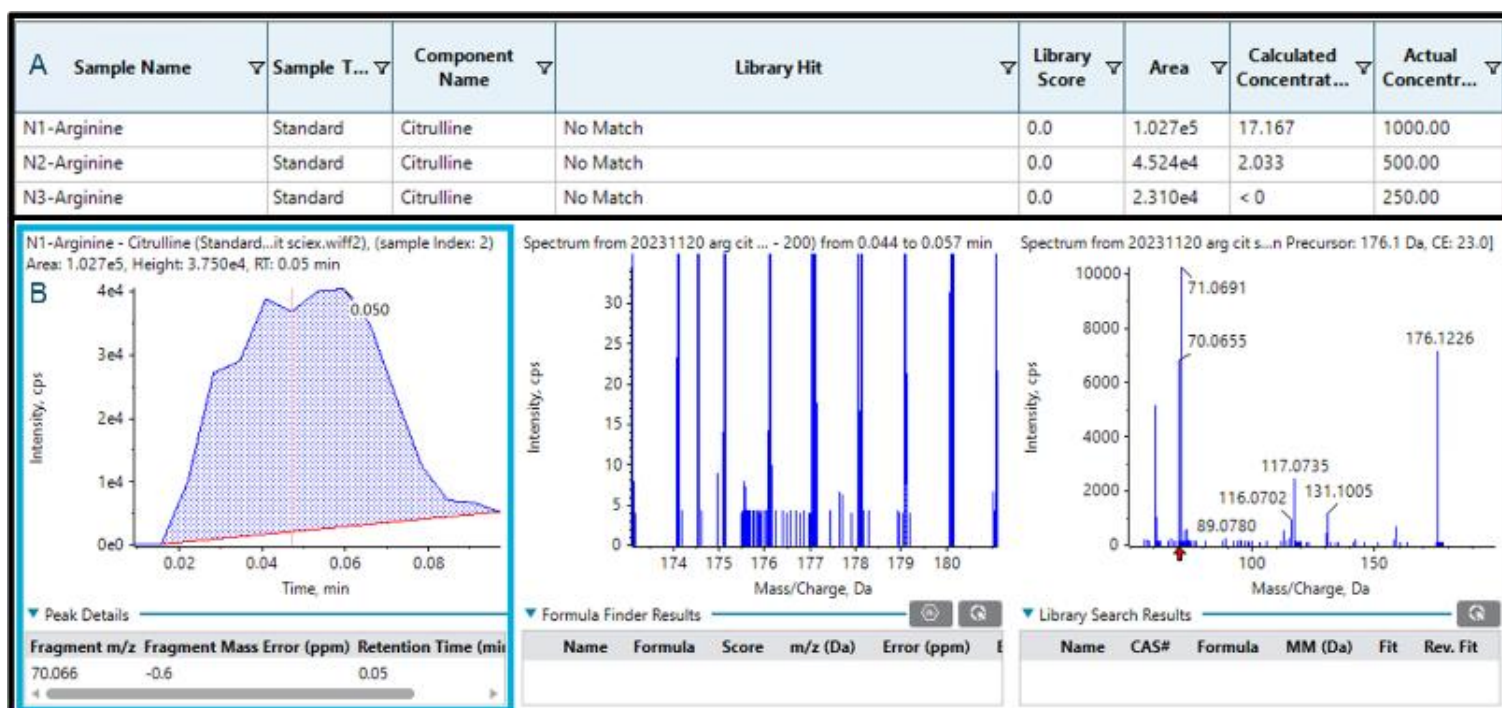 A Sample Name Sample T... Component Name Library Hit Library Score Area Calculated Concentrat... Actual Concentr...
N1-Arginine Standard Citrulline No Match 0.0 1.027e5 17.167 1000.00
N2-Arginine Standard Citrulline No Match 0.0 4.524e4 2.033 500.00
N3-Arginine Standard Citrulline No Match 0.0 2.310e4 < 0 250.00
N1-Arginine - Citrulline (Standard...it sciex.wiff2), (sample Index: 2)
Area: 1.027e5, Height: 3.750e4, RT: 0.05 min
B
4e4
3e4
2e4
1e4
0e0
0.050
Intensity, cps
0.02 0.04 0.06 0.08
Time, min
Peak Details
Fragment m/z Fragment Mass Error (ppm) Retention Time (min
70.066 -0.6 0.05
Spectrum from 20231120 arg cit ... - 200) from 0.044 to 0.057 min
30
25
20
15
10
5
0
Intensity, cps
174 175 176 177 178 179 180
Mass/Charge, Da
Formula Finder Results
Name Formula Score m/z (Da) Error (ppm) E
Spectrum from 20231120 arg cit s...n Precursor: 176.1 Da, CE: 23.0]
10000
8000
6000
4000
2000
0
Intensity, cps
71.0691
70.0655
176.1226
117.0735
116.0702 131.1005
89.0780
100 150
Mass/Charge, Da
Library Search Results
Name CAS# Formula MM (Da) Fit Rev. Fit